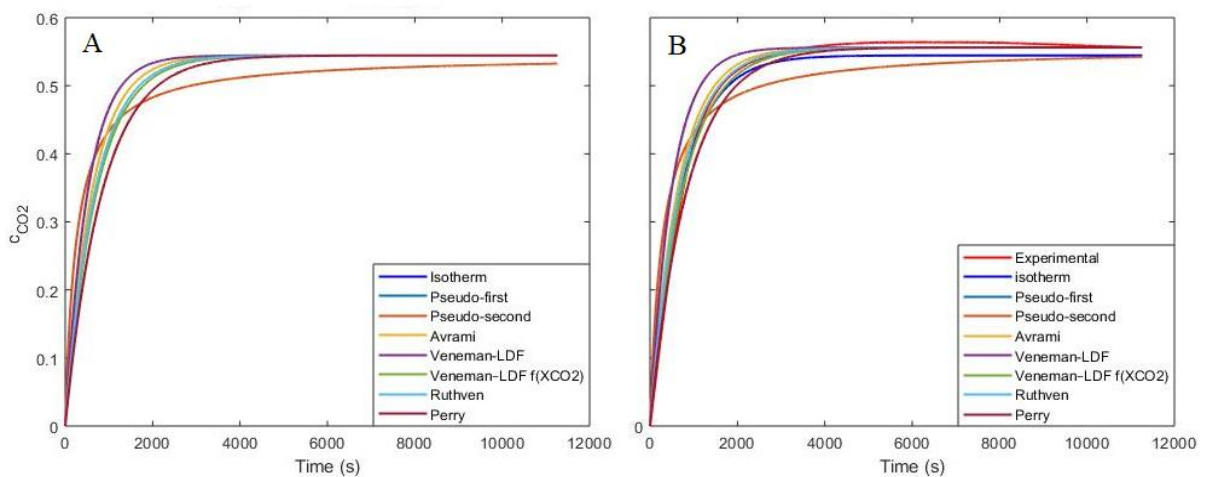 A
0.6
0.5
0.4
0.3
0.2
0.1
0
cCO2
0 2000 4000 6000 8000 10000 12000
Time (s)
Isotherm
Pseudo-first
Pseudo-second
Avrami
Veneman-LDF
Veneman-LDF f(XCO2)
Ruthven
Perry
B
0 2000 4000 6000 8000 10000 12000
Time (s)
Experimental
isotherm
Pseudo-first
Pseudo-second
Avrami
Veneman-LDF
Veneman-LDF f(XCO2)
Ruthven
Perry